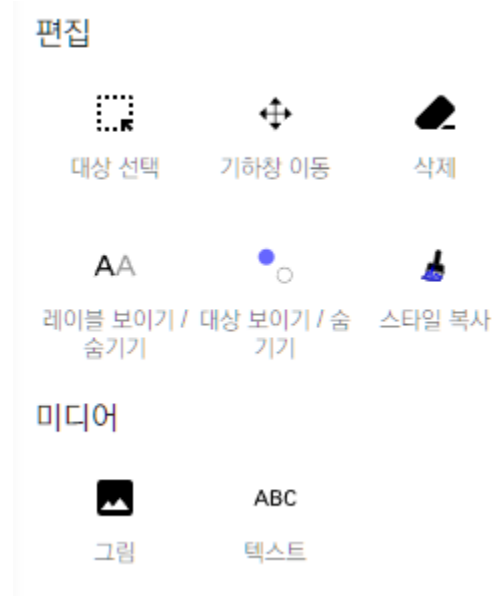 편집
대상 선택
기하창 이동
삭제
AA
레이블 보이기 /
숨기기
대상 보이기 / 숨
기기
스타일 복사
미디어
그림
ABC
텍스트